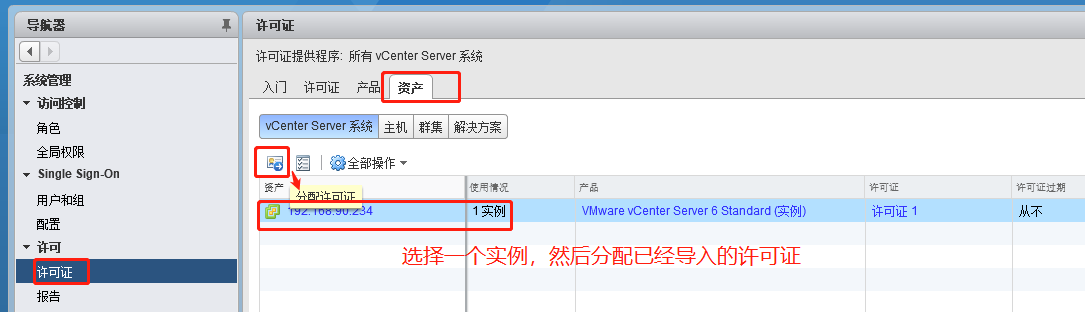 导航器
许可证
许可证提供程序: 所有 vCenter Server 系统
系统管理
入门 许可证 产品 资产
访问控制
角色
vCenter Server 系统 主机 群集 解决方案
全局权限
全部操作
Single Sign-On
资产 使用情况 产品 许可证 许可证过期
用户和组
分配许可证
192.168.90.234 1 实例 VMware vCenter Server 6 Standard (实例) 许可证 1 从不
配置
许可
选择一个实例，然后分配已经导入的许可证
许可证
报告